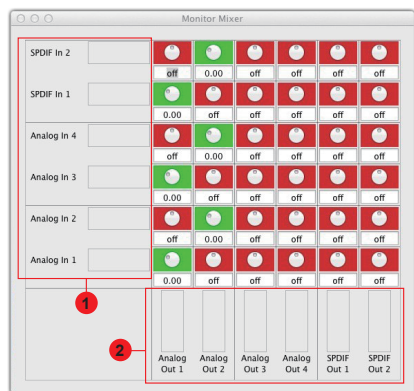 Monitor Mixer
SPDIF In 2
off 0.00 off off off off
SPDIF In 1
0.00 off off off off off
Analog In 4
off 0.00 off off off off
Analog In 3
0.00 off off off off off
Analog In 2
off 0.00 off off off off
Analog In 1
0.00 off off off off off
1
2
Analog Out 1
Analog Out 2
Analog Out 3
Analog Out 4
SPDIF Out 1
SPDIF Out 2